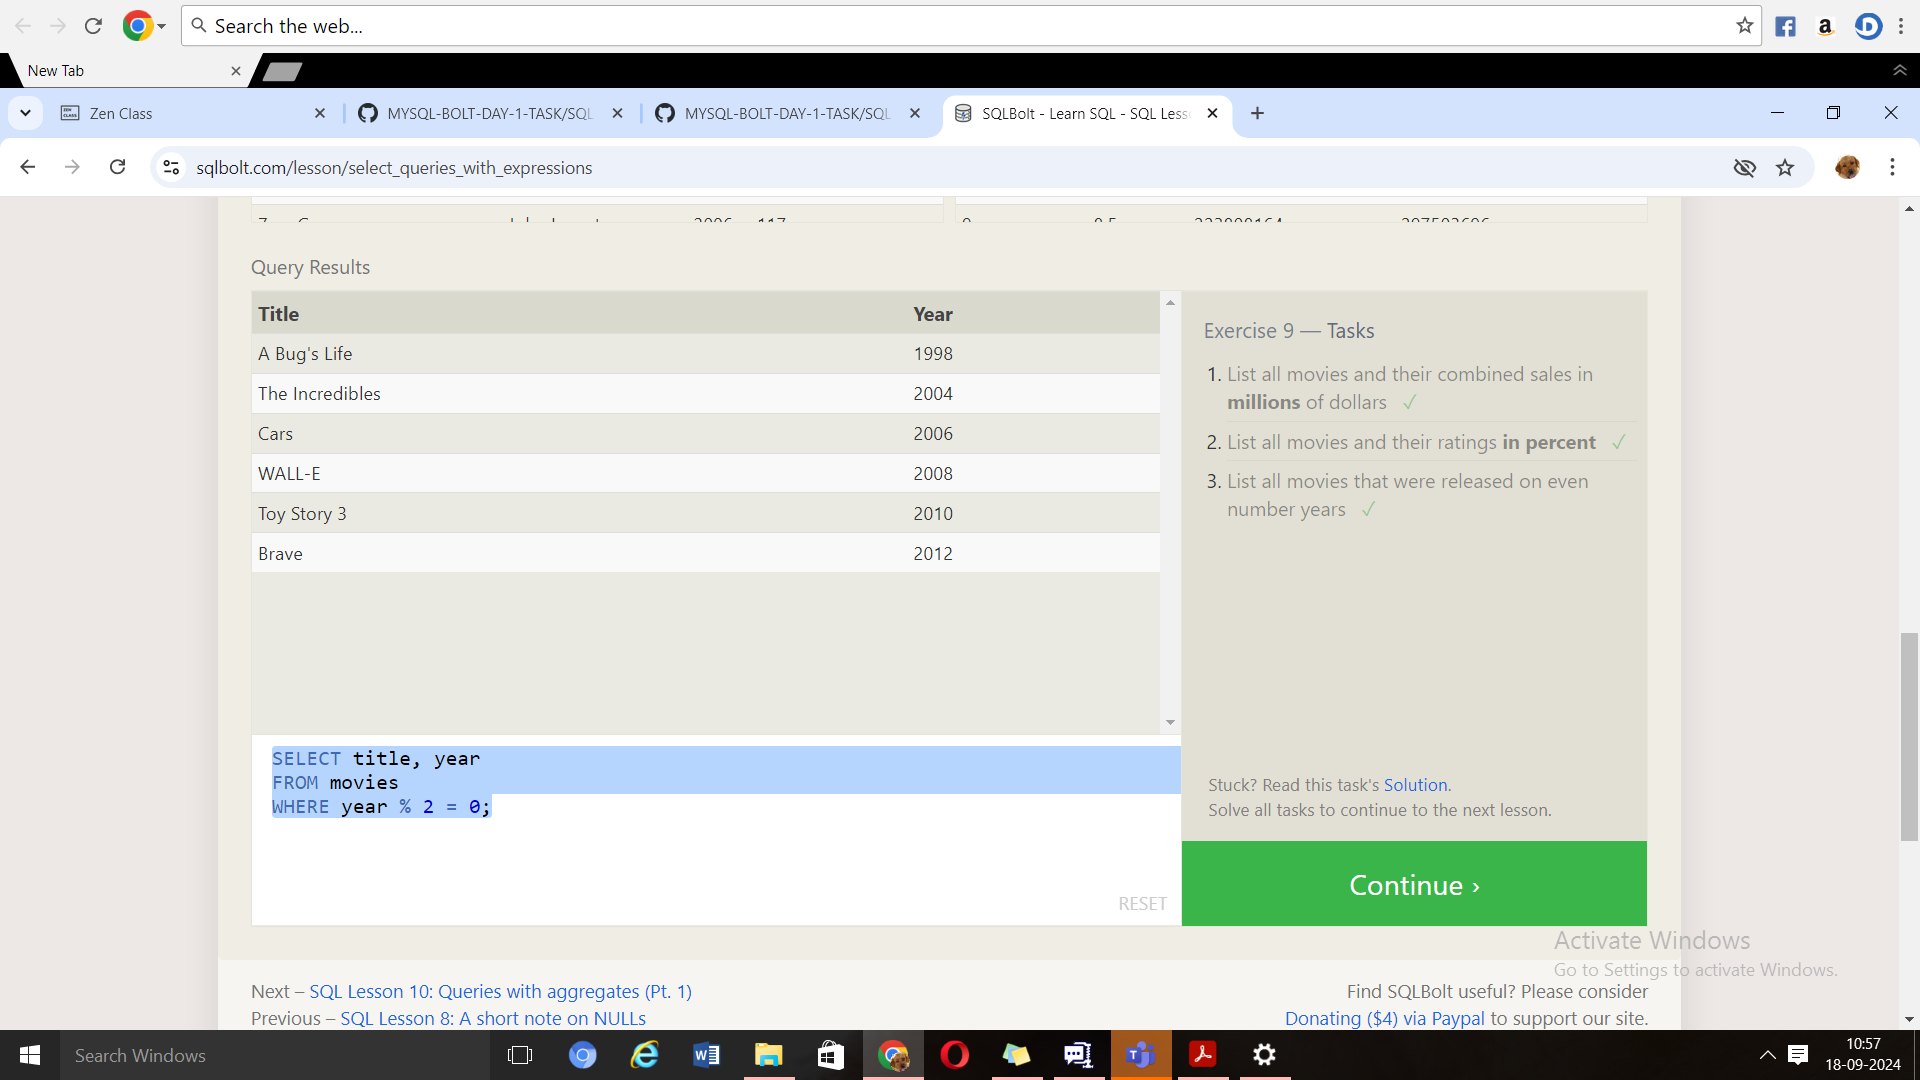 Search the web...
New Tab
Zen Class
MYSQL-BOLT-DAY-1-TASK/SQL
MYSQL-BOLT-DAY-1-TASK/SQL
SQLBolt - Learn SQL - SQL Less
sqlbolt.com/lesson/select_queries_with_expressions
Query Results
Title Year
A Bug's Life 1998
The Incredibles 2004
Cars 2006
WALL-E 2008
Toy Story 3 2010
Brave 2012
SELECT title, year
FROM movies
WHERE year % 2 = 0;
RESET
Exercise 9 — Tasks
1. List all movies and their combined sales in
millions of dollars ✓
2. List all movies and their ratings in percent ✓
3. List all movies that were released on even
number years ✓
Stuck? Read this task's Solution.
Solve all tasks to continue to the next lesson.
Continue ›
Activate Windows
Go to Settings to activate Windows.
Next – SQL Lesson 10: Queries with aggregates (Pt. 1)
Previous – SQL Lesson 8: A short note on NULLs
Find SQLBolt useful? Please consider
Donating ($4) via Paypal to support our site.
Search Windows
10:57
18-09-2024